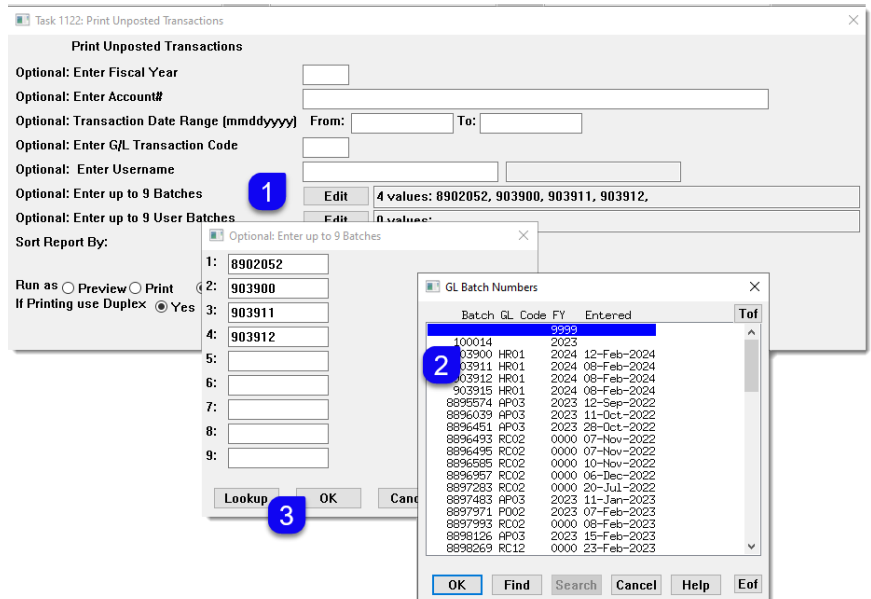 Task 1122: Print Unposted Transactions
Print Unposted Transactions
Optional: Enter Fiscal Year
Optional: Enter Account#
Optional: Transaction Date Range (mmddyyyy) From: To:
Optional: Enter G/L Transaction Code
Optional: Enter Username
Optional: Enter up to 9 Batches 1 Edit 4 values: 8902052, 903900, 903911, 903912,
Optional: Enter up to 9 User Batches Edit 0 values:
Sort Report By:
Run as Preview Print
If Printing use Duplex Yes
Optional: Enter up to 9 Batches
1: 8902052
2: 903900
3: 903911
4: 903912
5:
6:
7:
8:
9:
Lookup OK
3
GL Batch Numbers
Batch GL Code FY Entered Tof
9999
100014 2023
903900 HR01 2024 12-Feb-2024
2
903911 HR01 2024 08-Feb-2024
903912 HR01 2024 08-Feb-2024
903915 HR01 2024 08-Feb-2024
8895574 AP03 2023 12-Sep-2022
8896039 AP03 2023 11-Oct-2022
8896451 AP03 2023 28-Oct-2022
8896493 RC02 0000 07-Nov-2022
8896495 RC02 0000 07-Nov-2022
8896585 RC02 0000 10-Nov-2022
8896957 RC02 0000 06-Dec-2022
8897283 RC02 0000 20-Jul-2022
8897483 AP03 2023 11-Jan-2023
8897971 PO02 2023 07-Feb-2023
8897993 RC02 0000 08-Feb-2023
8898126 AP03 2023 15-Feb-2023
8898269 RC12 0000 23-Feb-2023
OK Find Search Cancel Help Eof